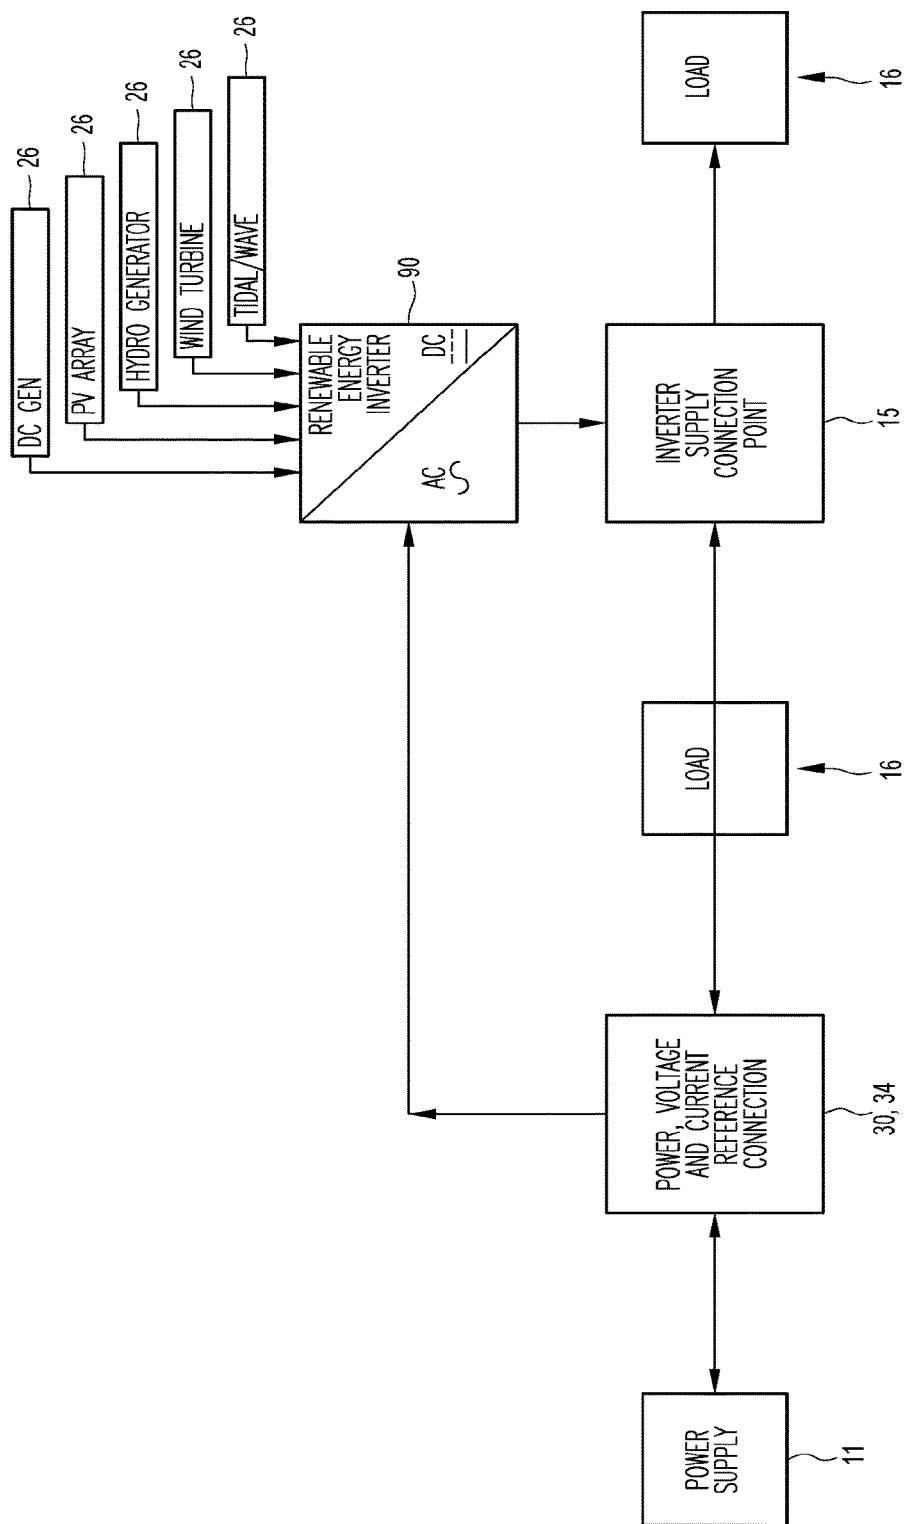 DC GEN
26
PV ARRAY
26
HYDRO GENERATOR
26
WIND TURBINE
26
TIDAL/WAVE
26
RENEWABLE
ENERGY
INVERTER
DC
AC
90
POWER
SUPPLY
11
POWER, VOLTAGE
AND CURRENT
REFERENCE
CONNECTION
30, 34
LOAD
16
INVERTER
SUPPLY
CONNECTION
POINT
15
LOAD
16